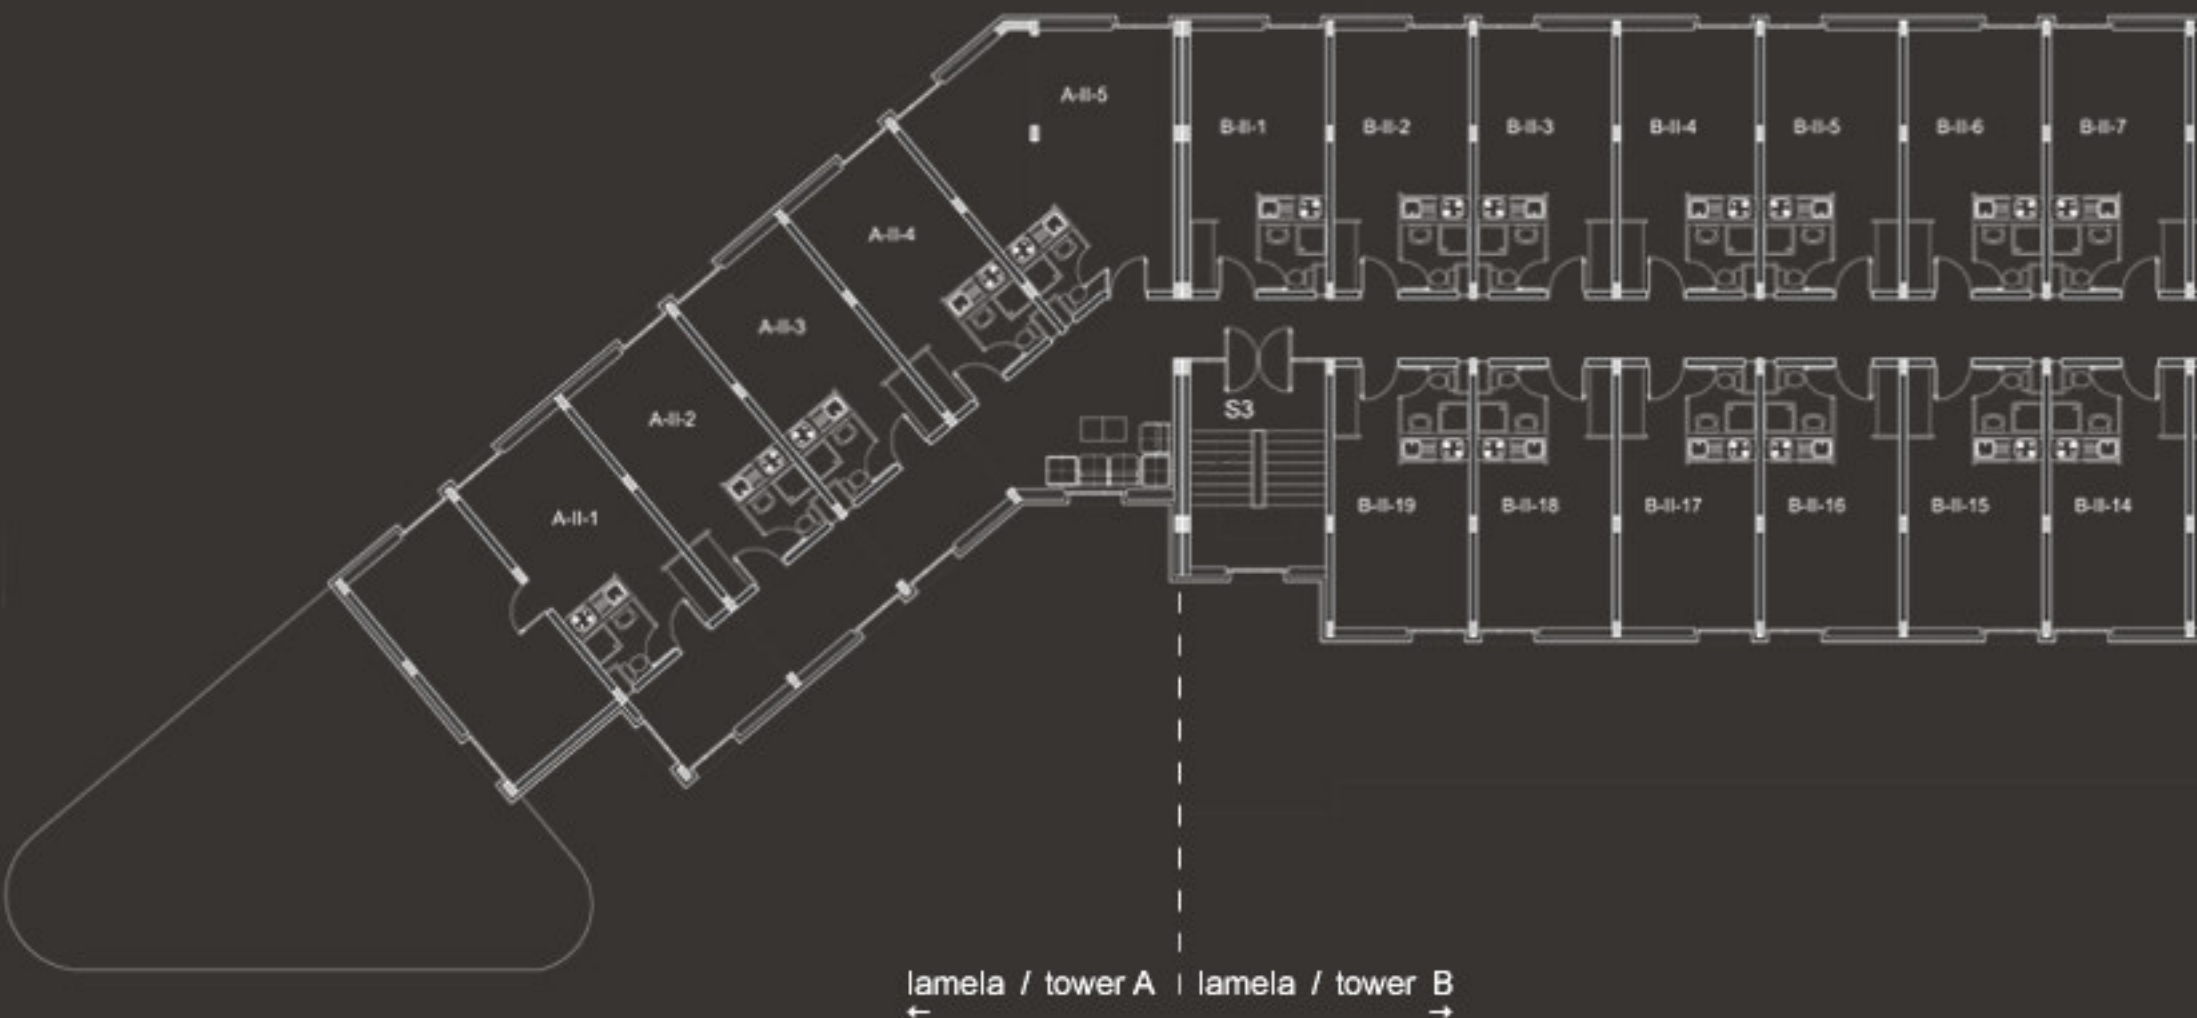 A-II-5
B-II-1 B-II-2 B-II-3 B-II-4 B-II-5 B-II-6 B-II-7
A-II-4
A-II-3
A-II-2
S3
B-II-19 B-II-18 B-II-17 B-II-16 B-II-15 B-II-14
A-II-1
lamela / tower A lamela / tower B